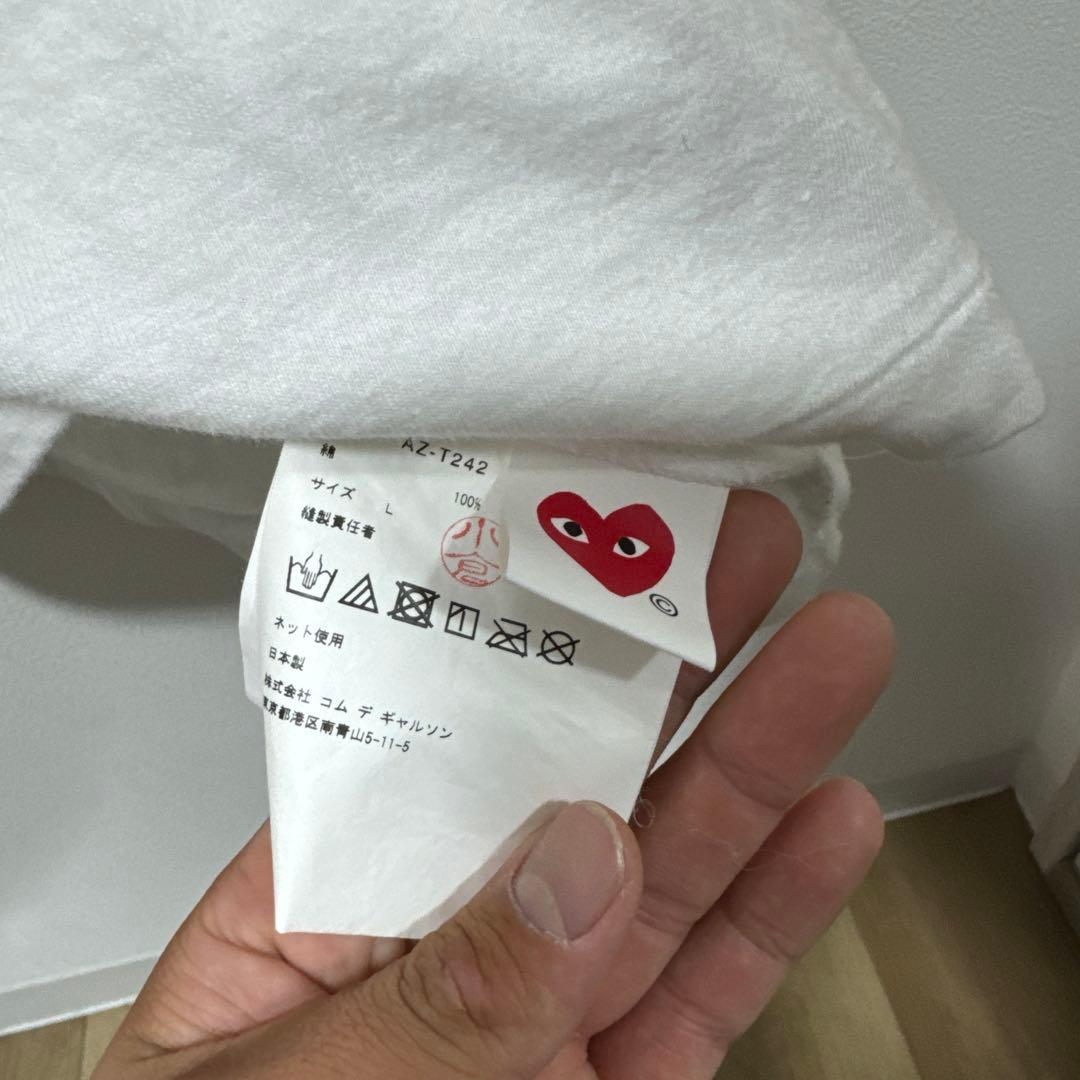 AZ-T242
綿 100%
サイズ L
縫製責任者
小倉
ネット使用
日本製
株式会社 コム デ ギャルソン
東京都港区南青山5-11-5
©